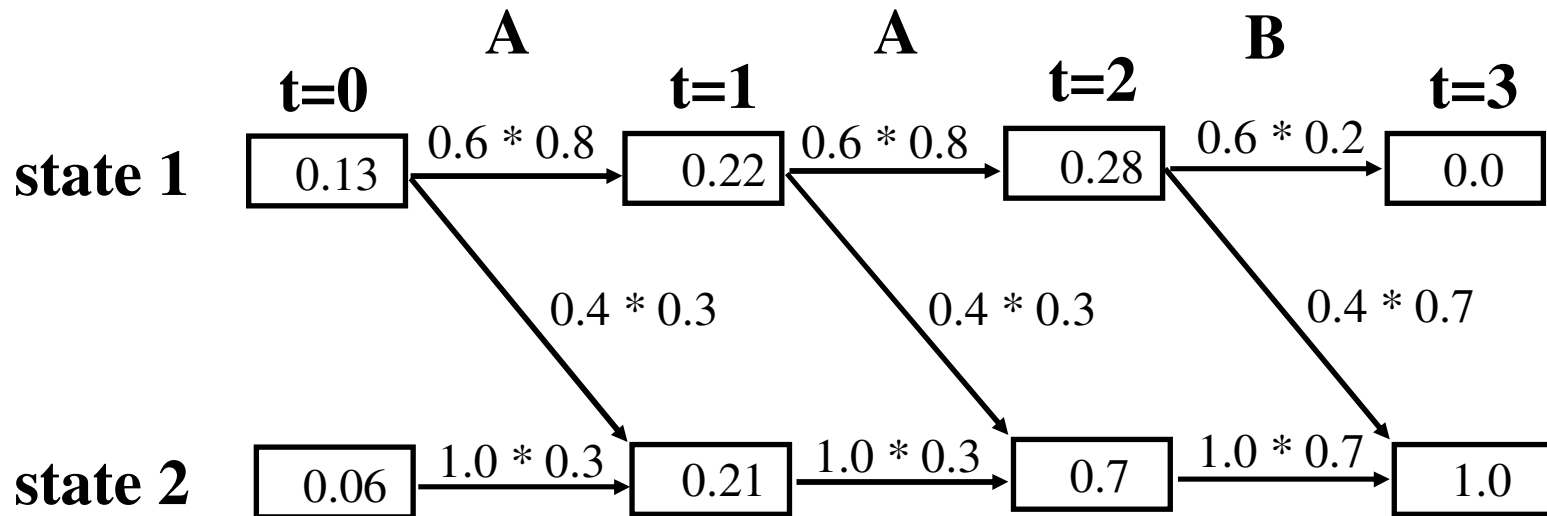 A A B
t=0 t=1 t=2 t=3
0.6 * 0.8 0.6 * 0.8 0.6 * 0.2
state 1 0.13 0.22 0.28 0.0
0.4 * 0.3 0.4 * 0.3 0.4 * 0.7
1.0 * 0.3 1.0 * 0.3 1.0 * 0.7
state 2 0.06 0.21 0.7 1.0